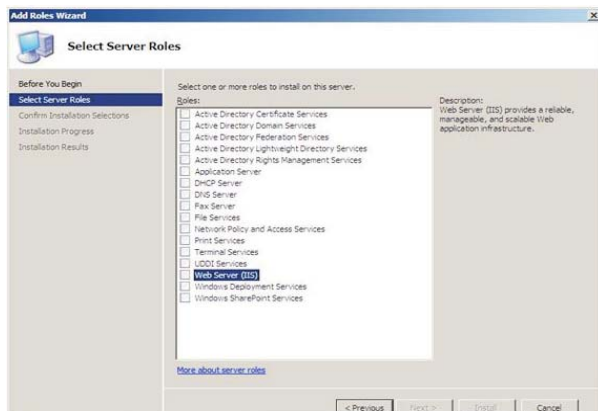 Add Roles Wizard
Select Server Roles
Before You Begin
Select Server Roles
Confirm Installation Selections
Installation Progress
Installation Results
Select one or more roles to install on this server.
Roles:
Active Directory Certificate Services
Active Directory Domain Services
Active Directory Federation Services
Active Directory Lightweight Directory Services
Active Directory Rights Management Services
Application Server
DHCP Server
DNS Server
Fax Server
File Services
Network Policy and Access Services
Print Services
Terminal Services
UDDI Services
Web Server (IIS)
Windows Deployment Services
Windows SharePoint Services
More about server roles
Description:
Web Server (IIS) provides a reliable,
manageable, and scalable Web
application infrastructure.
< Previous
Next >
Install
Cancel